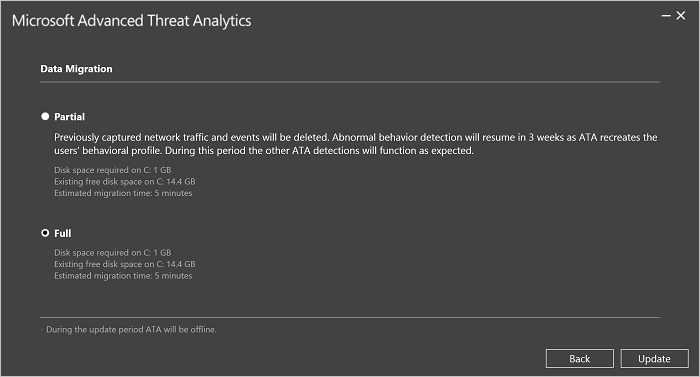 Microsoft Advanced Threat Analytics
Data Migration
Partial
Previously captured network traffic and events will be deleted. Abnormal behavior detection will resume in 3 weeks as ATA recreates the
users' behavioral profile. During this period the other ATA detections will function as expected.
Disk space required on C: 1 GB
Existing free disk space on C: 14.4 GB
Estimated migration time: 5 minutes
Full
Disk space required on C: 1 GB
Existing free disk space on C: 14.4 GB
Estimated migration time: 5 minutes
· During the update period ATA will be offline.
Back Update